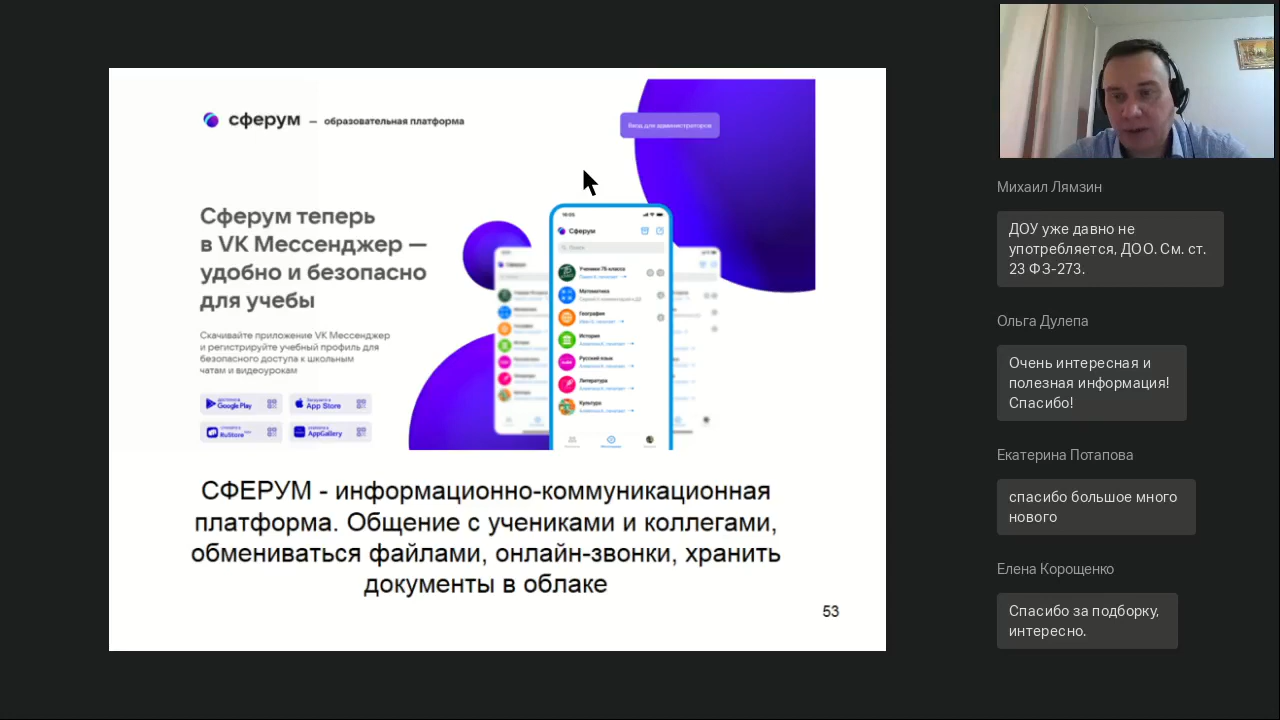 сферум — образовательная платформа
Вход для администраторов
Сферум теперь
в VK Мессенджер —
удобно и безопасно
для учебы
Скачивайте приложение VK Мессенджер
и регистрируйте учебный профиль для
безопасного доступа к школьным
чатам и видеоурокам
Google Play
App Store
RuStore
AppGallery
Сферум
Поиск
Ученики 7Б класса
Математика
География
История
Русский язык
Литература
Культура
СФЕРУМ - информационно-коммуникационная
платформа. Общение с учениками и коллегами,
обмениваться файлами, онлайн-звонки, хранить
документы в облаке
53
Михаил Лямзин
ДОУ уже давно не
употребляется, ДОО. См. ст.
23 ФЗ-273.
Ольга Дулепа
Очень интересная и
полезная информация!
Спасибо!
Екатерина Потапова
спасибо большое много
нового
Елена Корощенко
Спасибо за подборку,
интересно.